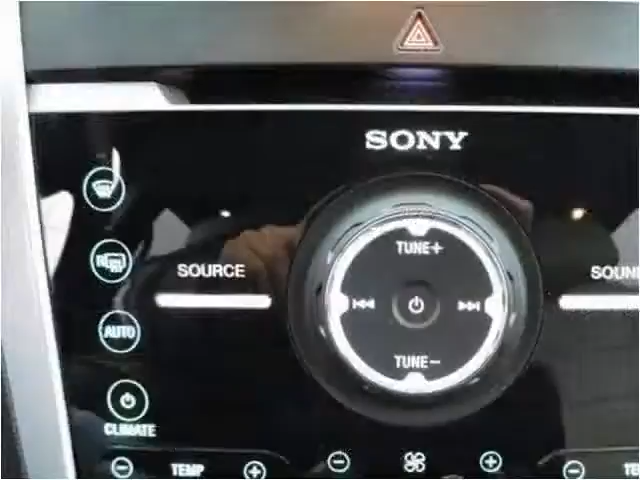 SONY
TUNE+
SOURCE
AUTO
TUNE-
CLIMATE
TEMP